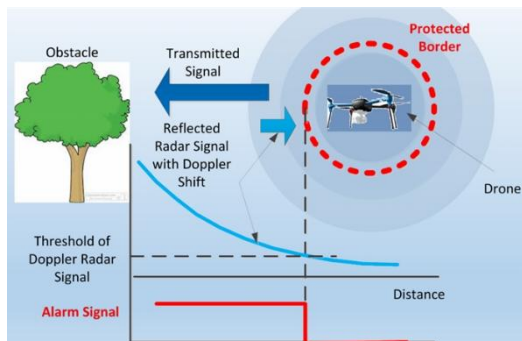 Obstacle
Transmitted
Signal
Protected
Border
Reflected
Radar Signal
with Doppler
Shift
Drone
Threshold of
Doppler Radar
Signal
Distance
Alarm Signal